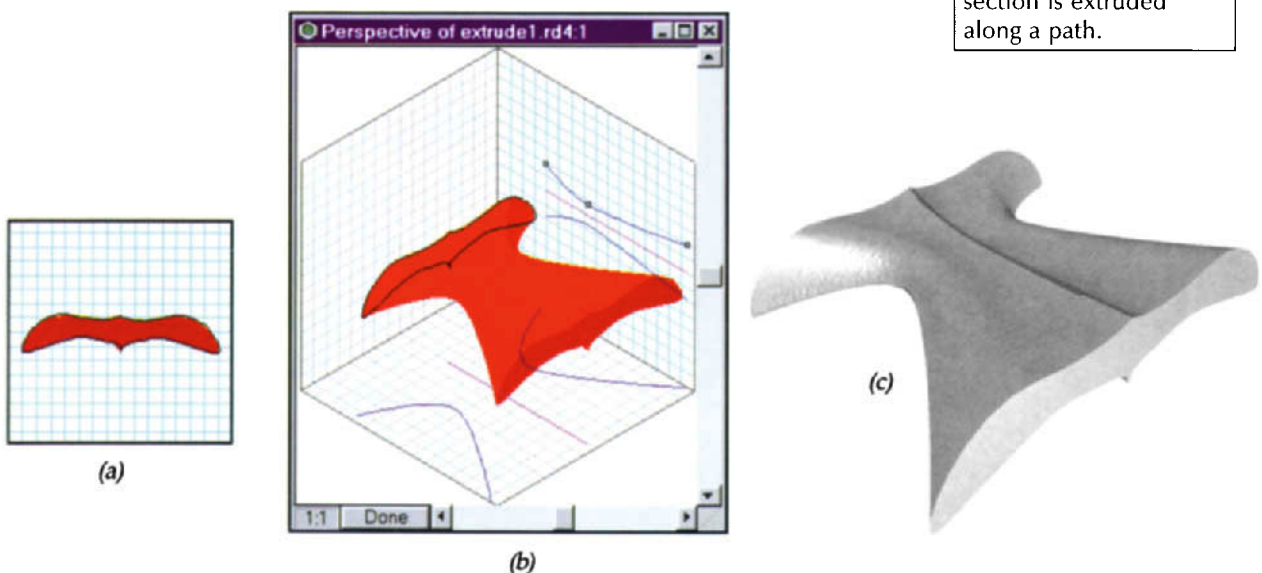 section is extruded
along a path.
Perspective of extrude1.rd4:1
(a)
(c)
1:1 Done
(b)